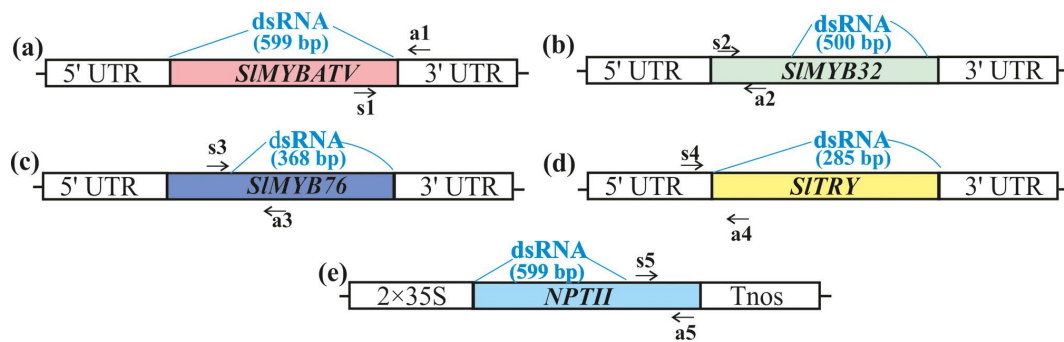 (a)
dsRNA
(599 bp)
a1
5' UTR
SlMYBATV
3' UTR
s1
(b)
dsRNA
(500 bp)
s2
5' UTR
SlMYB32
3' UTR
a2
(c)
dsRNA
(368 bp)
s3
5' UTR
SlMYB76
3' UTR
a3
(d)
dsRNA
(285 bp)
s4
5' UTR
SlTRY
3' UTR
a4
(e)
dsRNA
(599 bp)
s5
2×35S
NPTII
Tnos
a5